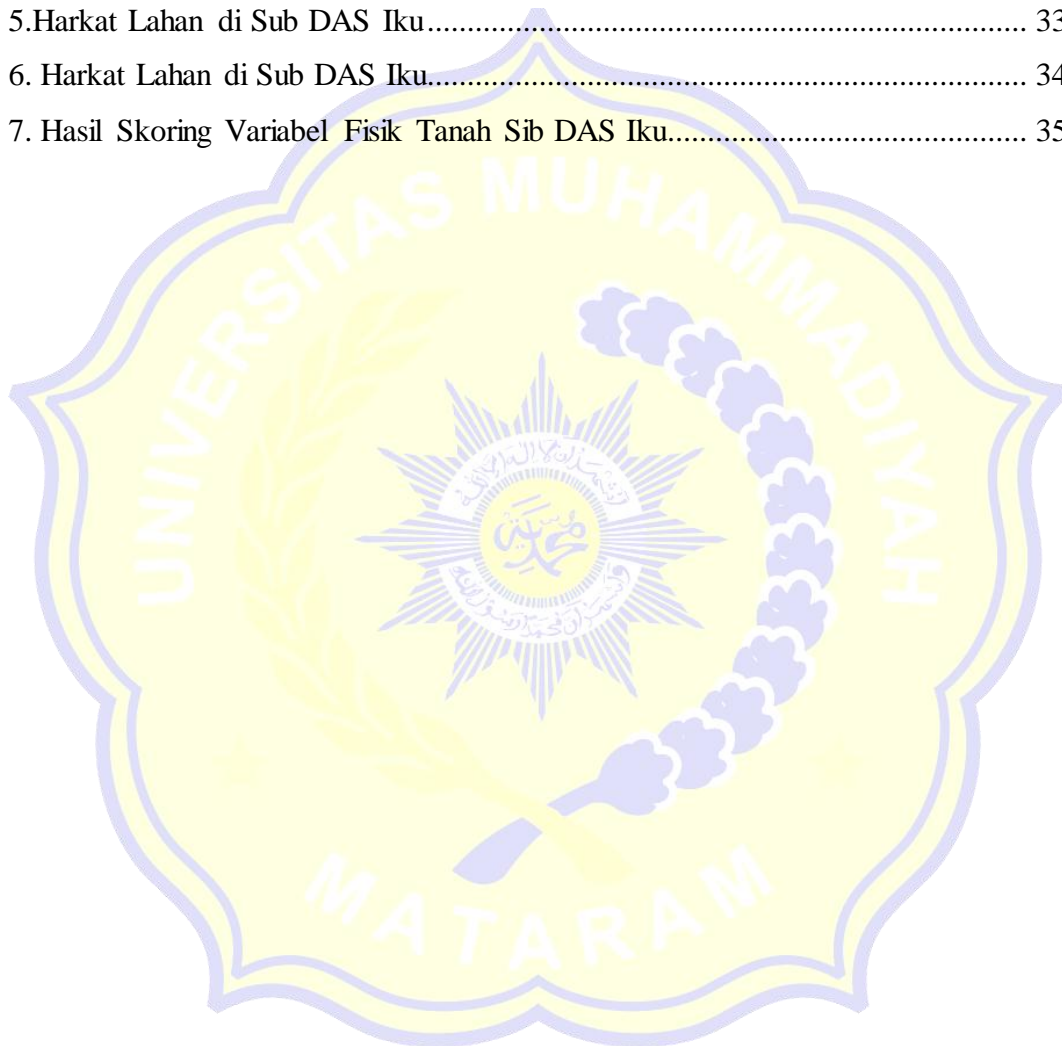 5.Harkat Lahan di Sub DAS Iku.......................................................................... 33
6. Harkat Lahan di Sub DAS Iku.......................................................................... 34
7. Hasil Skoring Variabel Fisik Tanah Sib DAS Iku............................................ 35
UNIVERSITAS MUHAMMADIYAH
MATARAM